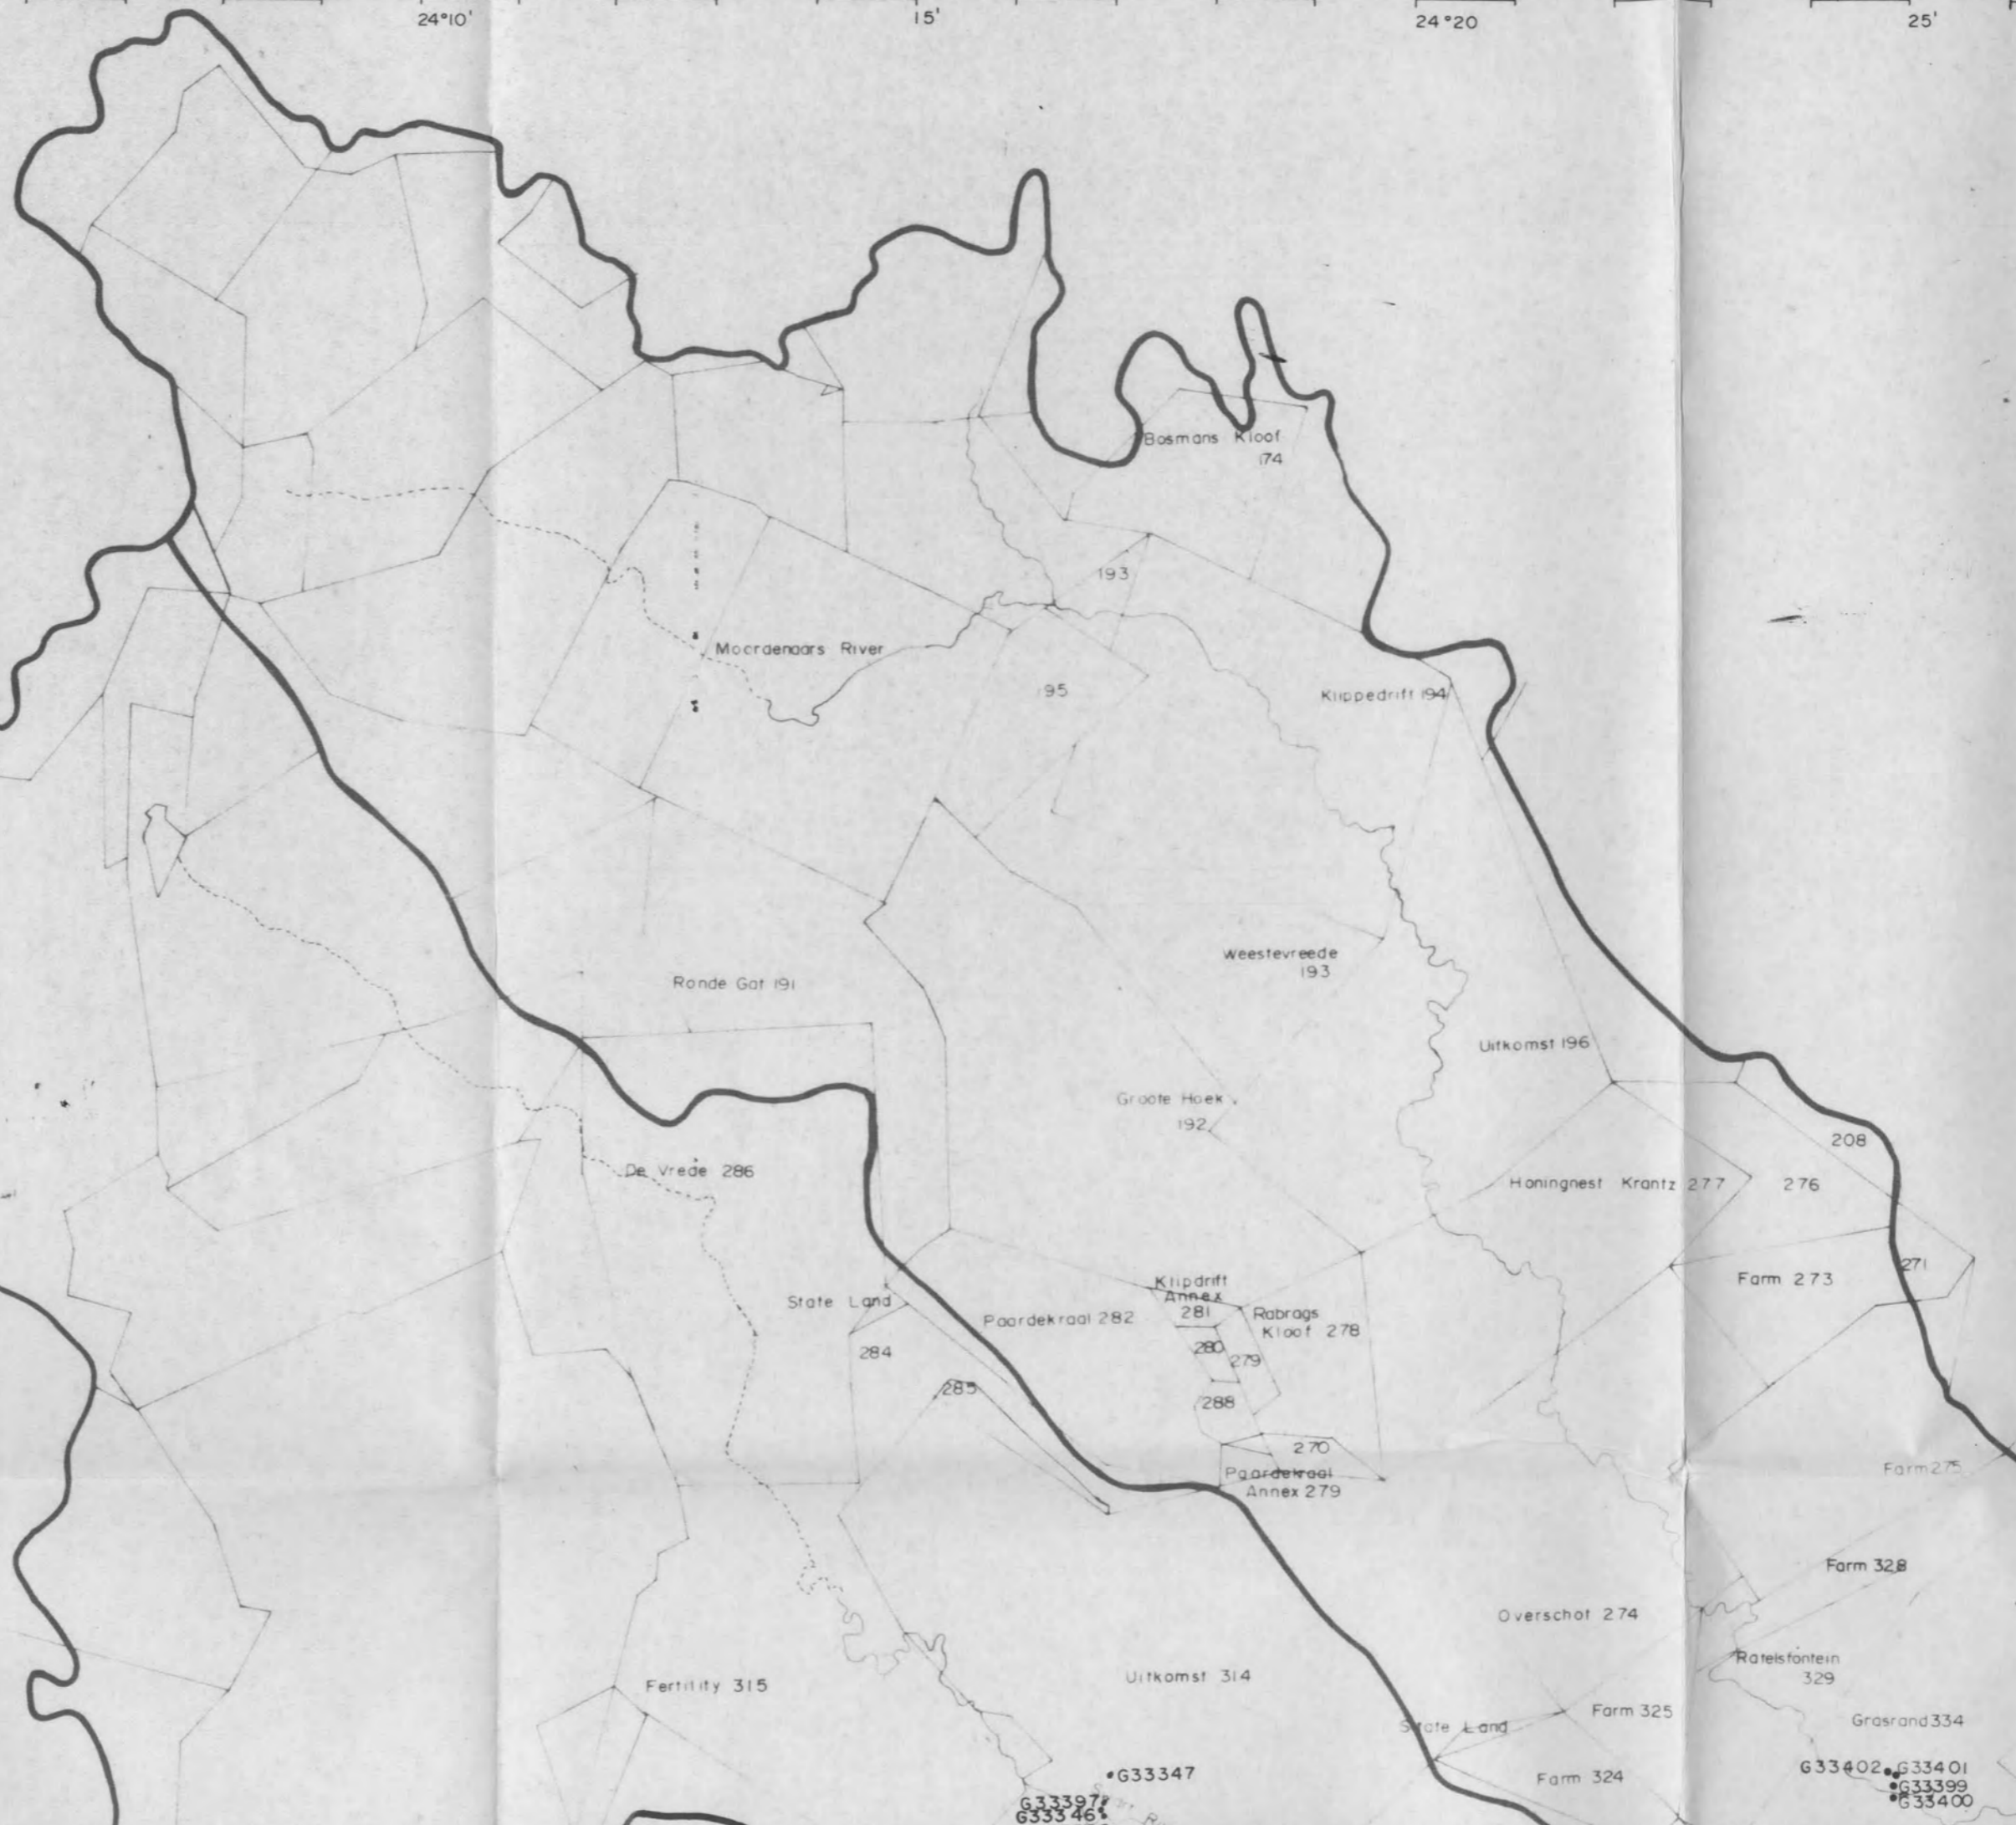 24°10'
15'
24°20
25'
Bosmans Kloof
174
193
Moordenaars River
195
Klippedrift 194
Weestevreede
193
Ronde Gat 191
Uitkomst 196
Groote Hoek
192
208
De Vrede 286
Honingnest Krantz 277
276
271
Farm 273
Klipdrift
Annex
281
State Land
Paardekraal 282
Rabrags
Kloof 278
280
279
284
285
288
270
Paardekraal
Annex 279
Farm 275
Farm 328
Overschot 274
Ratelsfontein
329
Fertility 315
Uitkomst 314
Farm 325
Grasrand 334
State Land
Farm 324
G33347
G33402
G33401
G33399
G33400
G33397
G33346